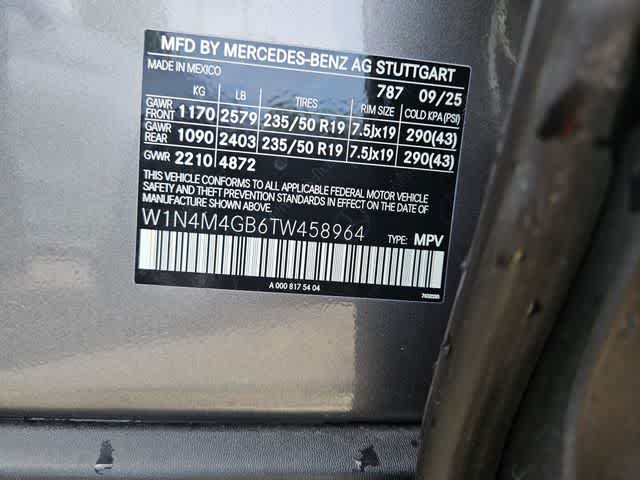 MFD BY MERCEDES-BENZ AG STUTTGART
MADE IN MEXICO 787 09/25
KG LB TIRES RIM SIZE COLD KPA (PSI)
GAWR FRONT 1170 2579 235/50 R19 7.5Jx19 290(43)
GAWR REAR 1090 2403 235/50 R19 7.5Jx19 290(43)
GVWR 2210 4872
THIS VEHICLE CONFORMS TO ALL APPLICABLE FEDERAL MOTOR VEHICLE
SAFETY AND THEFT PREVENTION STANDARDS IN EFFECT ON THE DATE OF
MANUFACTURE SHOWN ABOVE.
W1N4M4GB6TW458964
TYPE: MPV
A 000 817 54 04